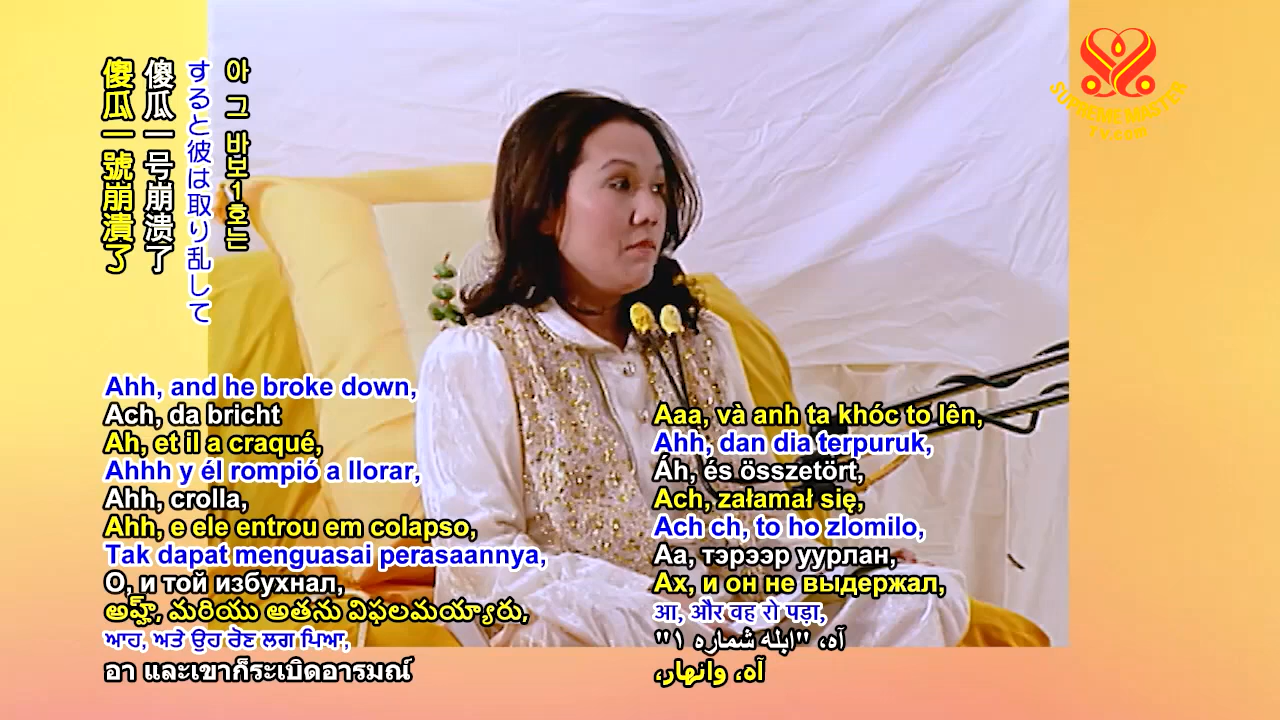 아 그 바보1호는
すると彼は取り乱して
傻瓜一号崩溃了
傻瓜一號崩潰了
SUPREME MASTER
TV.COM
Ahh, and he broke down,
Ach, da bricht
Ah, et il a craqué,
Ahhh y él rompió a llorar,
Ahh, crolla,
Ahh, e ele entrou em colapso,
Tak dapat menguasai perasaannya,
О, и той избухнал,
అహ్హ్, మరియు అతను విఫలమయ్యారు,
ਆਹ, ਅਤੇ ਉਹ ਰੋਣ ਲਗ ਪਿਆ,
อา และเขาก็ระเบิดอารมณ์
Aaa, và anh ta khóc to lên,
Ahh, dan dia terpuruk,
Áh, és összetört,
Ach, załamał się,
Ach ch, to ho zlomilo,
Аа, тэрээр уурлан,
Ах, и он не выдержал,
आ, और वह रो पड़ा,
آه، "ابله شماره ۱"
آه، وانهار،